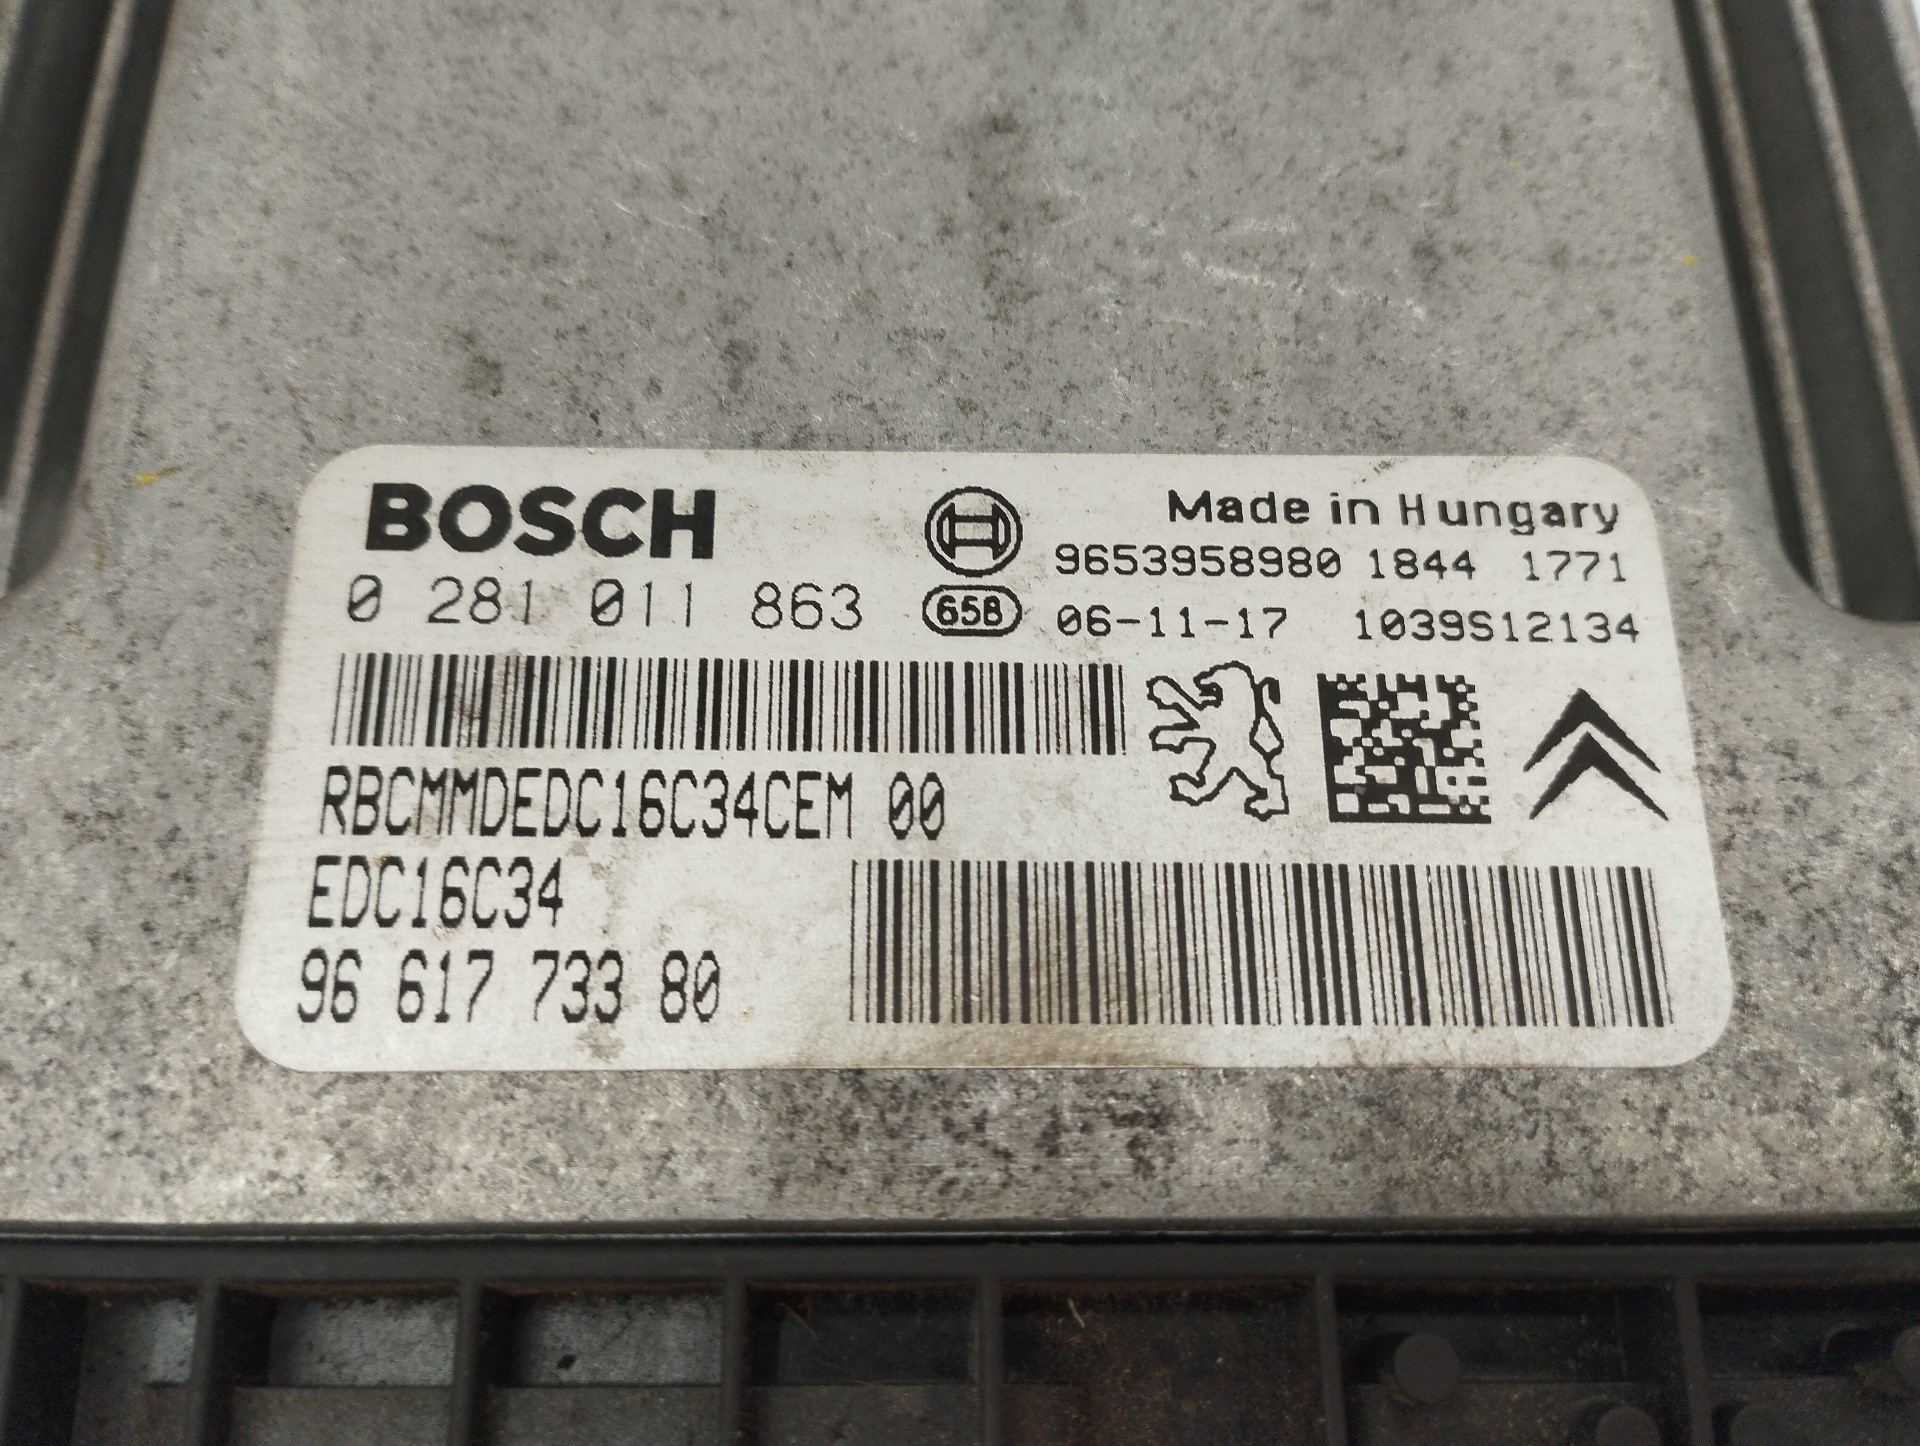 BOSCH
0 281 011 863
Made in Hungary
9653958980 1844 1771
658 06-11-17 1039S12134
RBCMMDEDC16C34CEM 00
EDC16C34
96 617 733 80